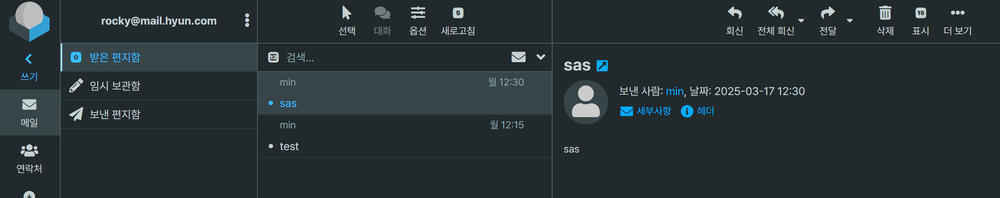 rocky@mail.hyun.com
선택
대화
옵션
5
새로고침
회신
전체 회신
전달
삭제
15
표시
더 보기
쓰기
메일
연락처
0
받은 편지함
임시 보관함
보낸 편지함
12
검색...
min
월 12:30
sas
min
월 12:15
test
sas
보낸 사람: min, 날짜: 2025-03-17 12:30
세부사항
헤더
sas